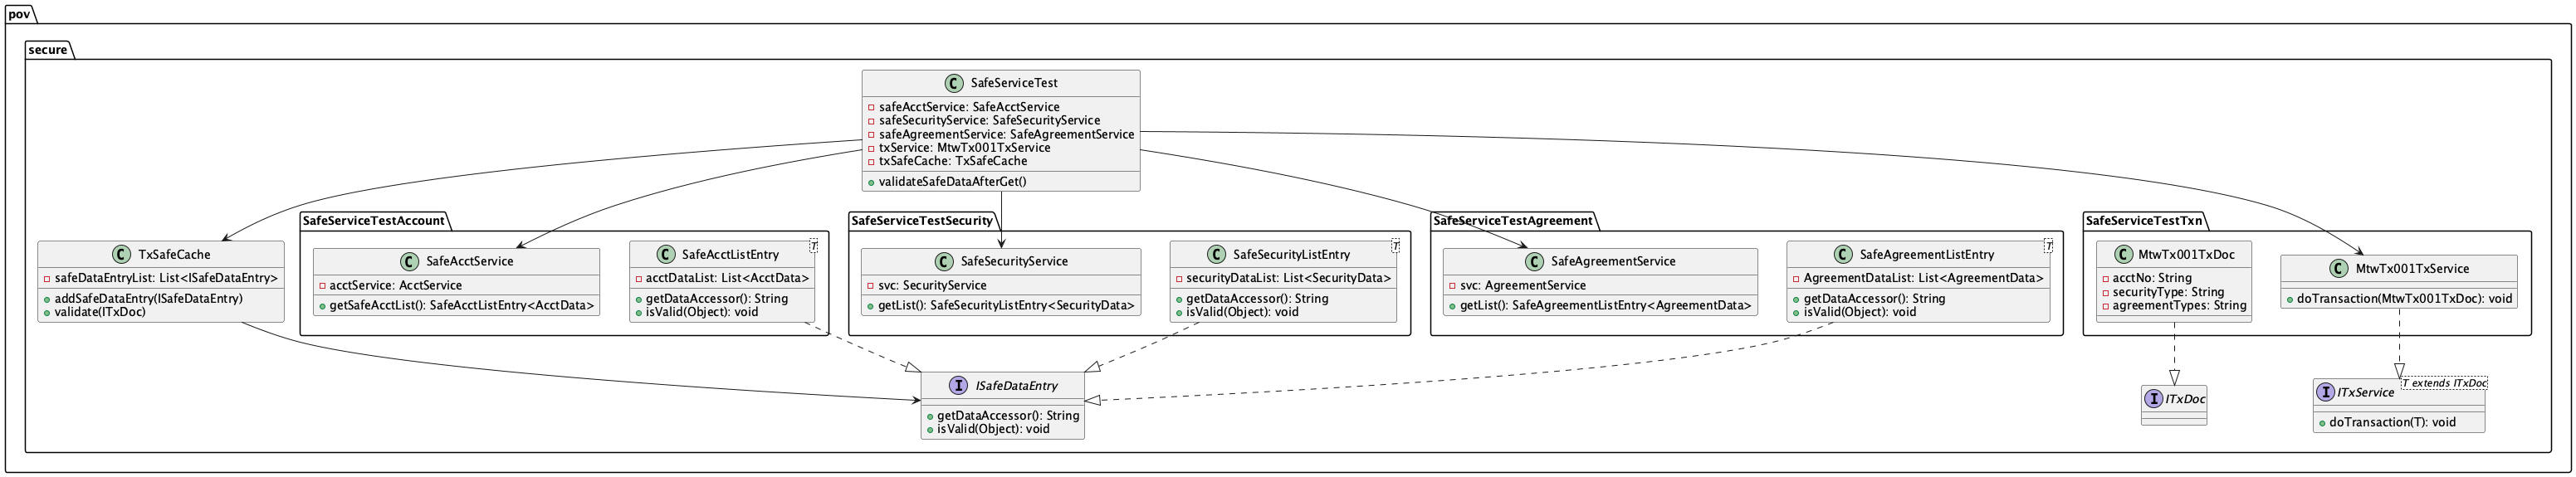 pov
secure
SafeServiceTest
safeAcctService: SafeAcctService
safeSecurityService: SafeSecurityService
safeAgreementService: SafeAgreementService
txService: MtwTx001TxService
txSafeCache: TxSafeCache
validateSafeDataAfterGet()
TxSafeCache
safeDataEntryList: List<ISafeDataEntry>
addSafeDataEntry(ISafeDataEntry)
validate(ITxDoc)
SafeServiceTestAccount
SafeAcctService
acctService: AcctService
getSafeAcctList(): SafeAcctListEntry<AcctData>
SafeAcctListEntry
T
acctDataList: List<AcctData>
getDataAccessor(): String
isValid(Object): void
SafeServiceTestSecurity
SafeSecurityService
svc: SecurityService
getList(): SafeSecurityListEntry<SecurityData>
SafeSecurityListEntry
T
securityDataList: List<SecurityData>
getDataAccessor(): String
isValid(Object): void
SafeServiceTestAgreement
SafeAgreementService
svc: AgreementService
getList(): SafeAgreementListEntry<AgreementData>
SafeAgreementListEntry
T
AgreementDataList: List<AgreementData>
getDataAccessor(): String
isValid(Object): void
SafeServiceTestTxn
MtwTx001TxDoc
acctNo: String
securityType: String
agreementTypes: String
MtwTx001TxService
doTransaction(MtwTx001TxDoc): void
ISafeDataEntry
getDataAccessor(): String
isValid(Object): void
ITxDoc
ITxService
T extends ITxDoc
doTransaction(T): void